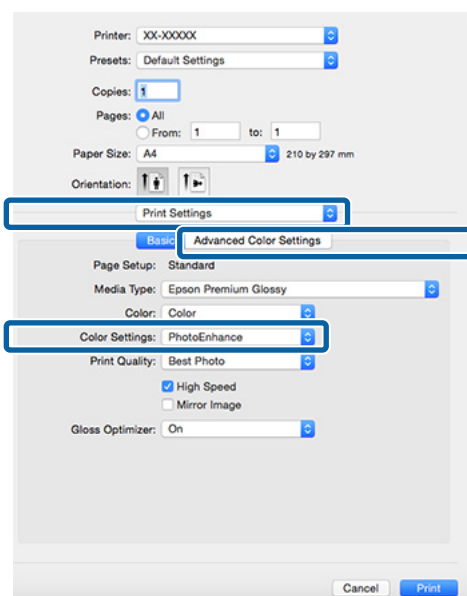 Printer: XX-XXXXX
Presets: Default Settings
Copies: 1
Pages: All
From: 1 to: 1
Paper Size: A4 210 by 297 mm
Orientation:
Print Settings
Basic Advanced Color Settings
Page Setup: Standard
Media Type: Epson Premium Glossy
Color: Color
Color Settings: PhotoEnhance
Print Quality: Best Photo
High Speed
Mirror Image
Gloss Optimizer: On
Cancel Print